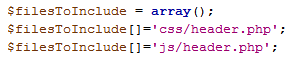 $filesToInclude = array();
$filesToInclude[]='css/header.php';
$filesToInclude[]='js/header.php';